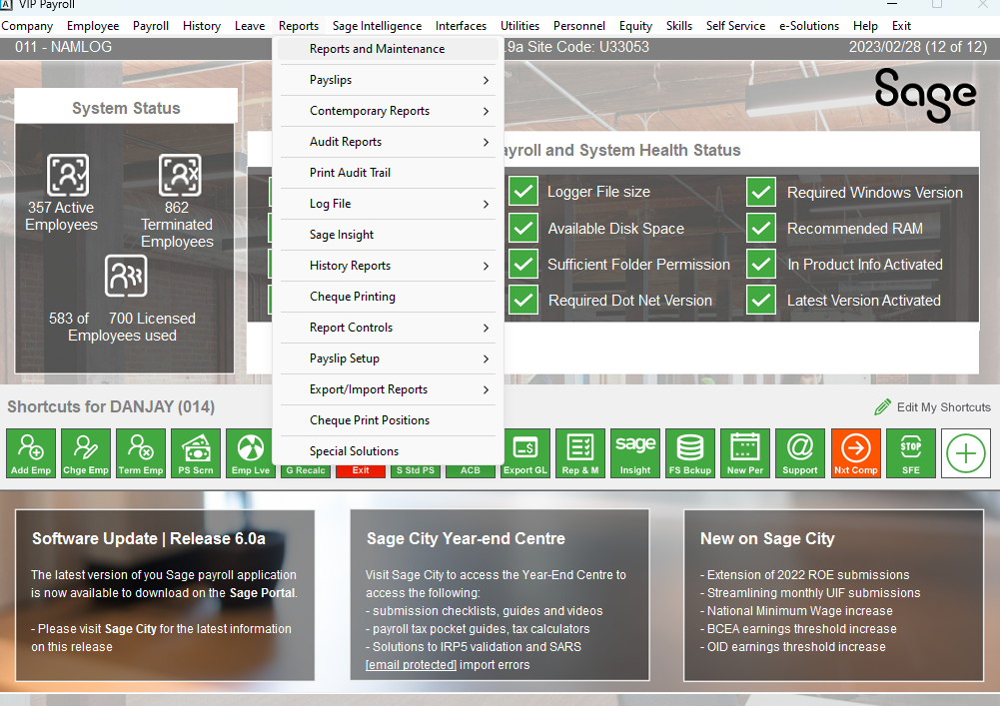 VIP Payroll
Company Employee Payroll History Leave Reports Sage Intelligence Interfaces Utilities Personnel Equity Skills Self Service e-Solutions Help Exit
011 - NAMLOG
.9a Site Code: U33053
2023/02/28 (12 of 12)
Reports and Maintenance
Payslips
Contemporary Reports
Audit Reports
Print Audit Trail
Log File
Sage Insight
History Reports
Cheque Printing
Report Controls
Payslip Setup
Export/Import Reports
Cheque Print Positions
Special Solutions
Sage
System Status
357 Active
Employees
862
Terminated
Employees
583 of 700 Licensed
Employees used
ayroll and System Health Status
Logger File size
Required Windows Version
Available Disk Space
Recommended RAM
Sufficient Folder Permission
In Product Info Activated
Required Dot Net Version
Latest Version Activated
Shortcuts for DANJAY (014)
Edit My Shortcuts
sage
STOP
Add Emp Chge Emp Term Emp PS Scrn Emp Lve G Recalc Exit S Std PS ACB Export GL Rep & M Insight FS Bckup New Per Support Nxt Comp SFE
Software Update | Release 6.0a
The latest version of you Sage payroll application
is now available to download on the Sage Portal.
- Please visit Sage City for the latest information
on this release
Sage City Year-end Centre
Visit Sage City to access the Year-End Centre to
access the following:
- submission checklists, guides and videos
- payroll tax pocket guides, tax calculators
- Solutions to IRP5 validation and SARS
[email protected] import errors
New on Sage City
- Extension of 2022 ROE submissions
- Streamlining monthly UIF submissions
- National Minimum Wage increase
- BCEA earnings threshold increase
- OID earnings threshold increase